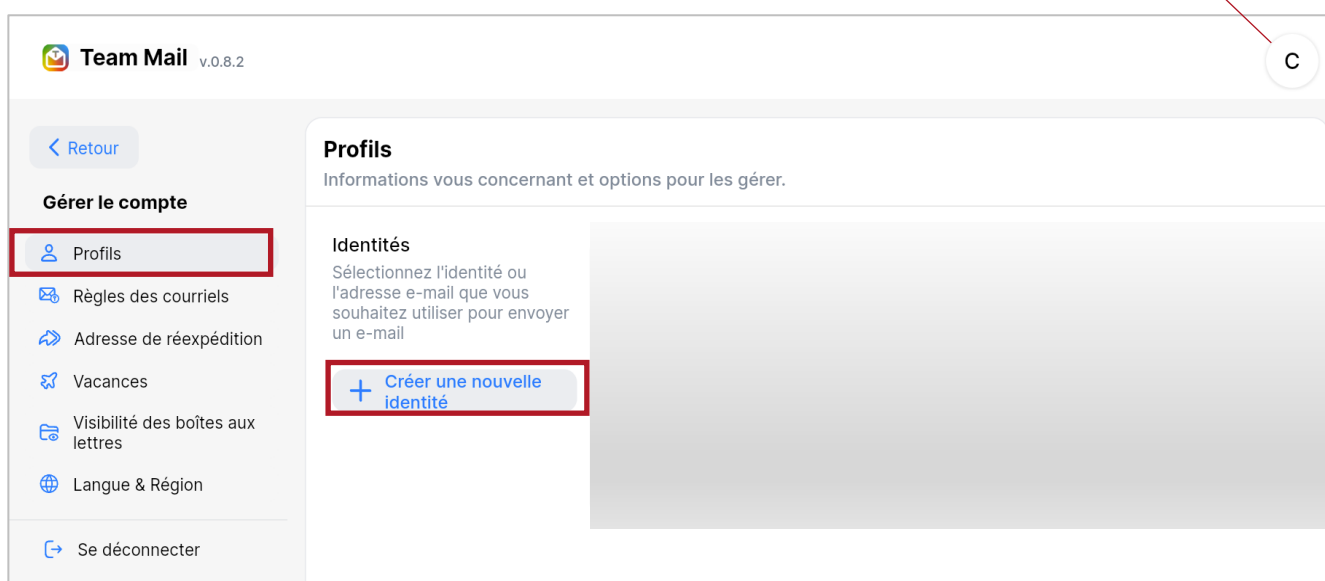 Team Mail v.0.8.2
C
Retour
Gérer le compte
Profils
Règles des courriels
Adresse de réexpédition
Vacances
Visibilité des boîtes aux
lettres
Langue & Région
Se déconnecter
Profils
Informations vous concernant et options pour les gérer.
Identités
Sélectionnez l'identité ou
l'adresse e-mail que vous
souhaitez utiliser pour envoyer
un e-mail
Créer une nouvelle
identité